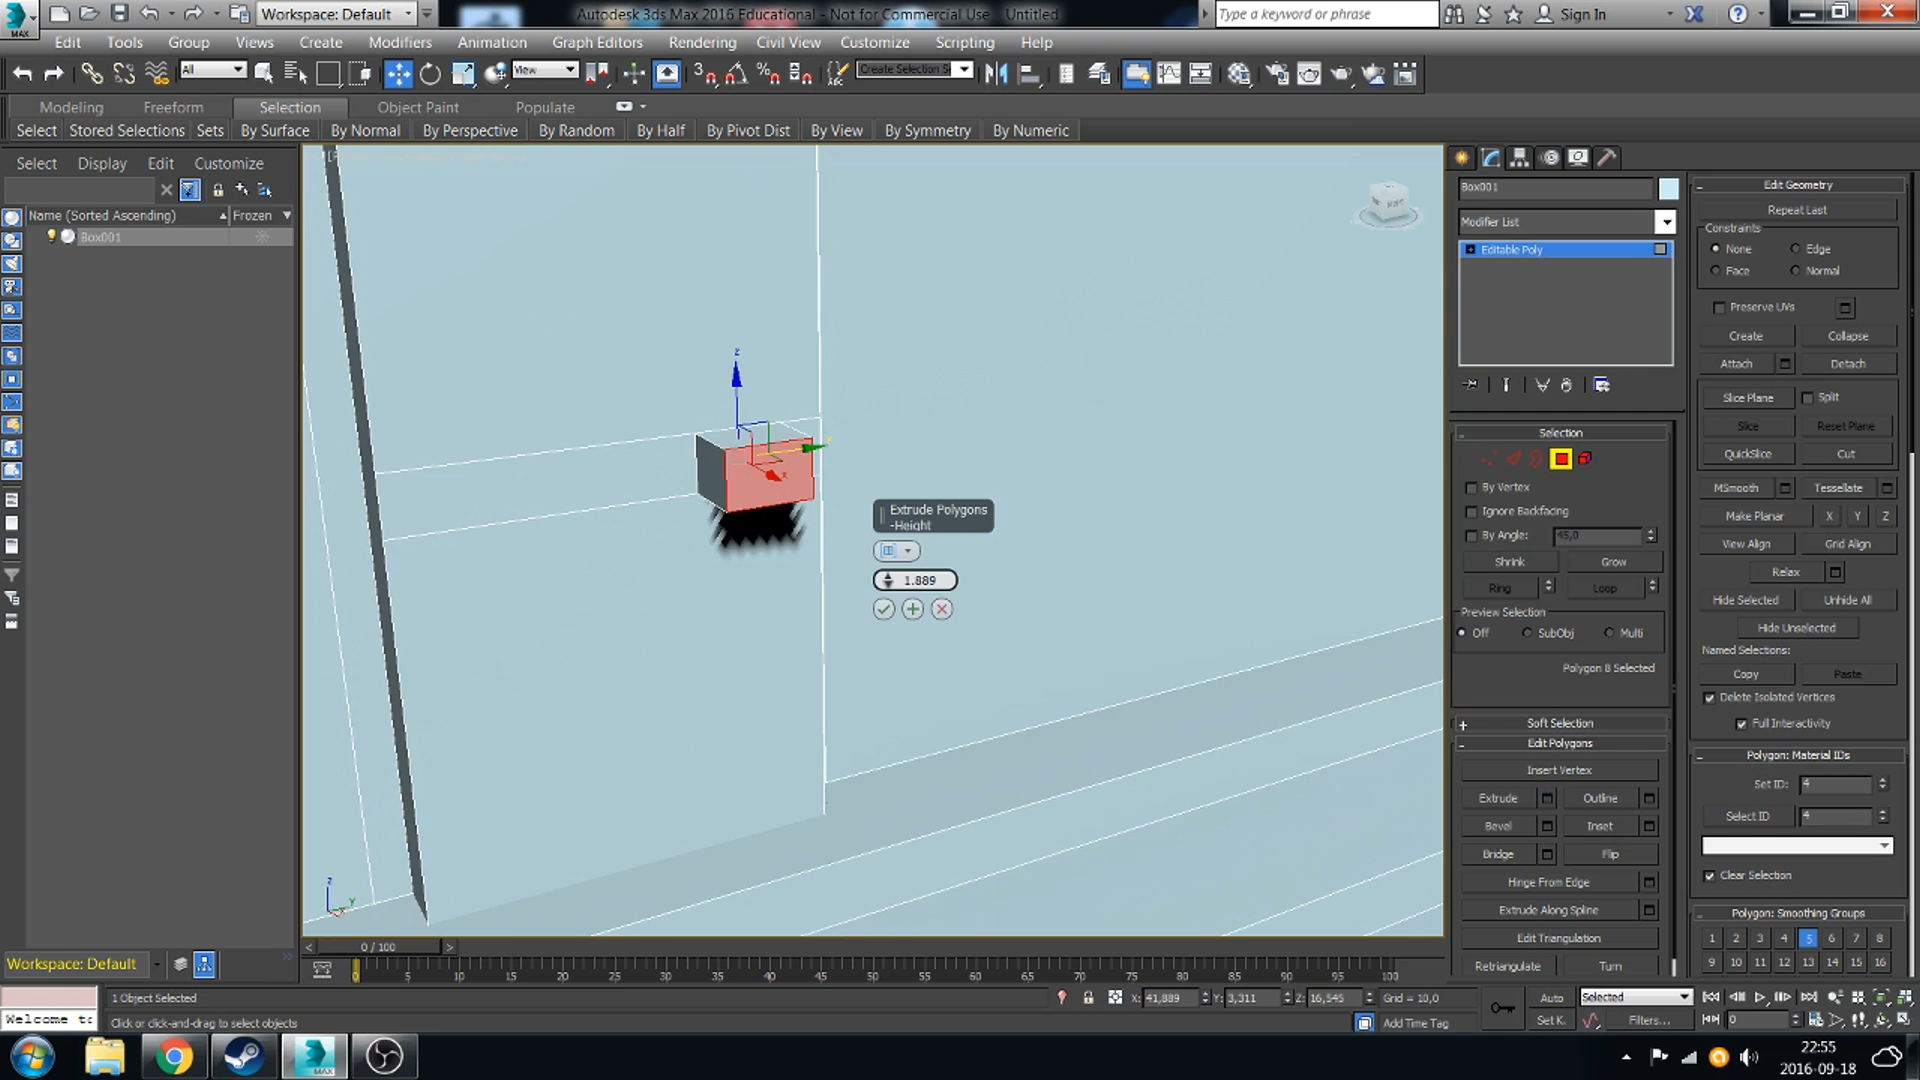 Workspace: Default
Autodesk 3ds Max 2016 Educational - Not for Commercial Use Untitled
Type a keyword or phrase
Sign In
MAX
Edit Tools Group Views Create Modifiers Animation Graph Editors Rendering Civil View Customize Scripting Help
All
View
3
Create Selection S
Modeling Freeform Selection Object Paint Populate
Select Stored Selections Sets By Surface By Normal By Perspective By Random By Half By Pivot Dist By View By Symmetry By Numeric
Select Display Edit Customize
Name (Sorted Ascending) Frozen
Box001
z
x
Extrude Polygons
-Height
1.889
z
Y
0 / 100
0 5 10 15 20 25 30 35 40 45 50 55 60 65 70 75 80 85 90 95 100
Workspace: Default
1 Object Selected
X: 41,889 Y: 3,311 Z: 16,545 Grid = 10,0
Welcome to
Click or click-and-drag to select objects
Add Time Tag
Auto Selected
Set K. Filters...
0
Box001
Modifier List
Editable Poly
Selection
By Vertex
Ignore Backfacing
By Angle: 45,0
Shrink Grow
Ring Loop
Preview Selection
Off SubObj Multi
Polygon 8 Selected
Soft Selection
Edit Polygons
Insert Vertex
Extrude Outline
Bevel Inset
Bridge Flip
Hinge From Edge
Extrude Along Spline
Edit Triangulation
Retriangulate Turn
Edit Geometry
Repeat Last
Constraints
None Edge
Face Normal
Preserve UVs
Create Collapse
Attach Detach
Slice Plane Split
Slice Reset Plane
QuickSlice Cut
MSmooth Tessellate
Make Planar X Y Z
View Align Grid Align
Relax
Hide Selected Unhide All
Hide Unselected
Named Selections:
Copy Paste
Delete Isolated Vertices
Full Interactivity
Polygon: Material IDs
Set ID: 4
Select ID 4
Clear Selection
Polygon: Smoothing Groups
1 2 3 4 5 6 7 8
9 10 11 12 13 14 15 16
MAX
22:55
2016-09-18